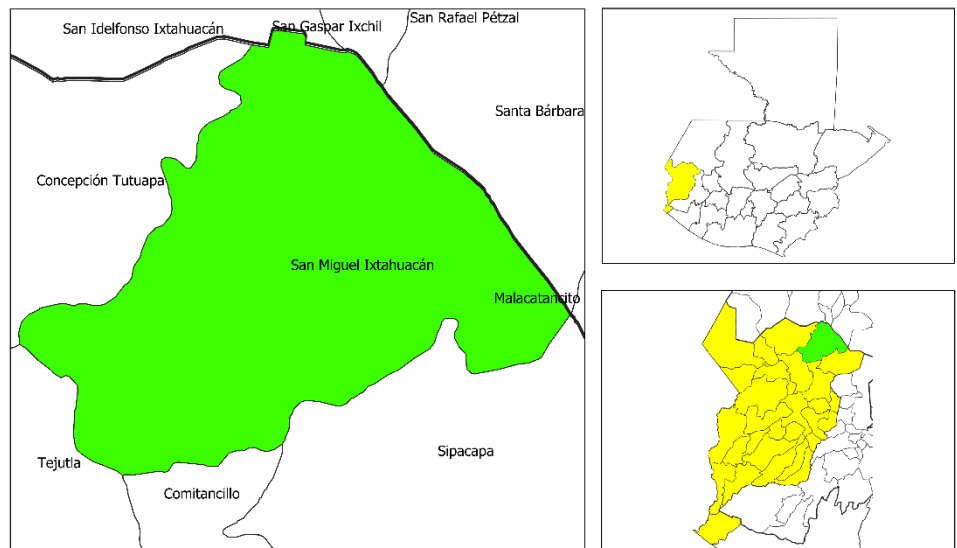 San Rafael Pétzal
San Gaspar Ixchil
San Idelfonso Ixtahuacán
Santa Bárbara
Concepción Tutuapa
San Miguel Ixtahuacán
Malacatancito
Sipacapa
Tejutla
Comitancillo